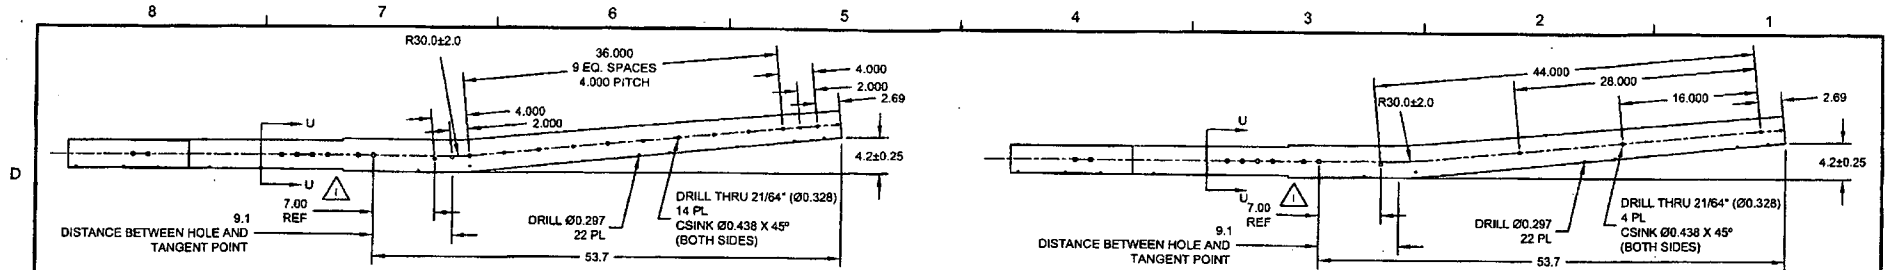 8 7 6 5 4 3 2 1
D
R30.0±2.0
36.000
9 EQ. SPACES
4.000 PITCH
4.000
2.000
2.69
4.000
2.000
U
U
4.2±0.25
1
7.00
REF
9.1
DISTANCE BETWEEN HOLE AND
TANGENT POINT
DRILL Ø0.297
22 PL
DRILL THRU 21/64" (Ø0.328)
14 PL
CSINK Ø0.438 X 45°
(BOTH SIDES)
53.7
44.000
28.000
16.000
2.69
R30.0±2.0
U
U
4.2±0.25
1
7.00
REF
9.1
DISTANCE BETWEEN HOLE AND
TANGENT POINT
DRILL Ø0.297
22 PL
DRILL THRU 21/64" (Ø0.328)
4 PL
CSINK Ø0.438 X 45°
(BOTH SIDES)
53.7